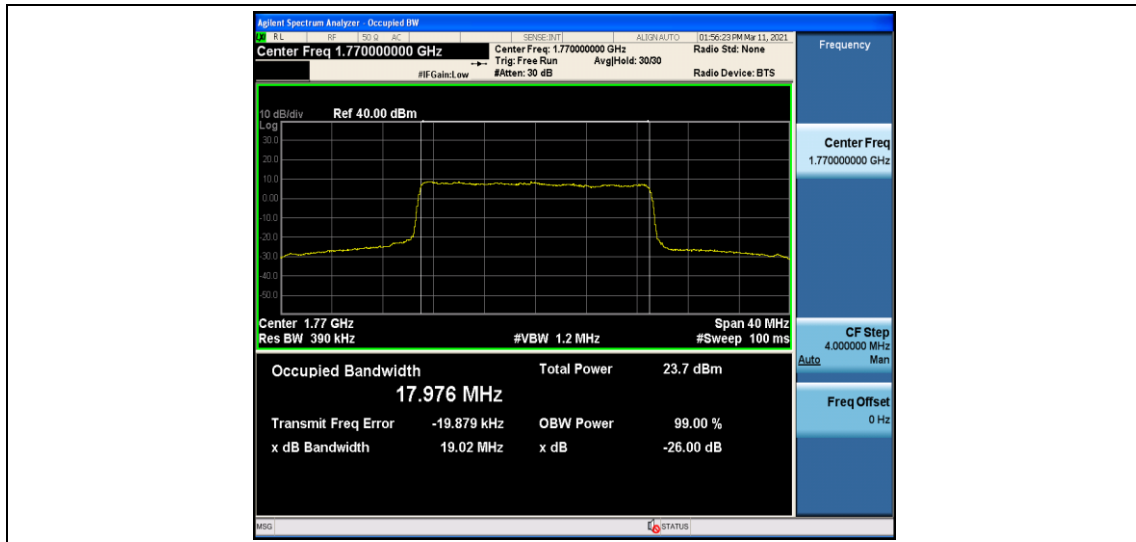 Agilent Spectrum Analyzer - Occupied BW
RL RF 50 Ω AC SENSE:INT ALIGN AUTO 01:56:23 PM Mar 11, 2021
Center Freq 1.770000000 GHz
Center Freq: 1.770000000 GHz
Radio Std: None
Trig: Free Run Avg|Hold: 30/30
#IFGain:Low
#Atten: 30 dB
Radio Device: BTS
10 dB/div Ref 40.00 dBm
Log
30.0
20.0
10.0
0.00
-10.0
-20.0
-30.0
-40.0
-50.0
Center 1.77 GHz
Span 40 MHz
Res BW 390 kHz
#VBW 1.2 MHz
#Sweep 100 ms
Occupied Bandwidth
17.976 MHz
Total Power 23.7 dBm
Transmit Freq Error -19.879 kHz
OBW Power 99.00 %
x dB Bandwidth 19.02 MHz
x dB -26.00 dB
MSG
STATUS
Frequency
Center Freq
1.770000000 GHz
CF Step
4.000000 MHz
Auto Man
Freq Offset
0 Hz